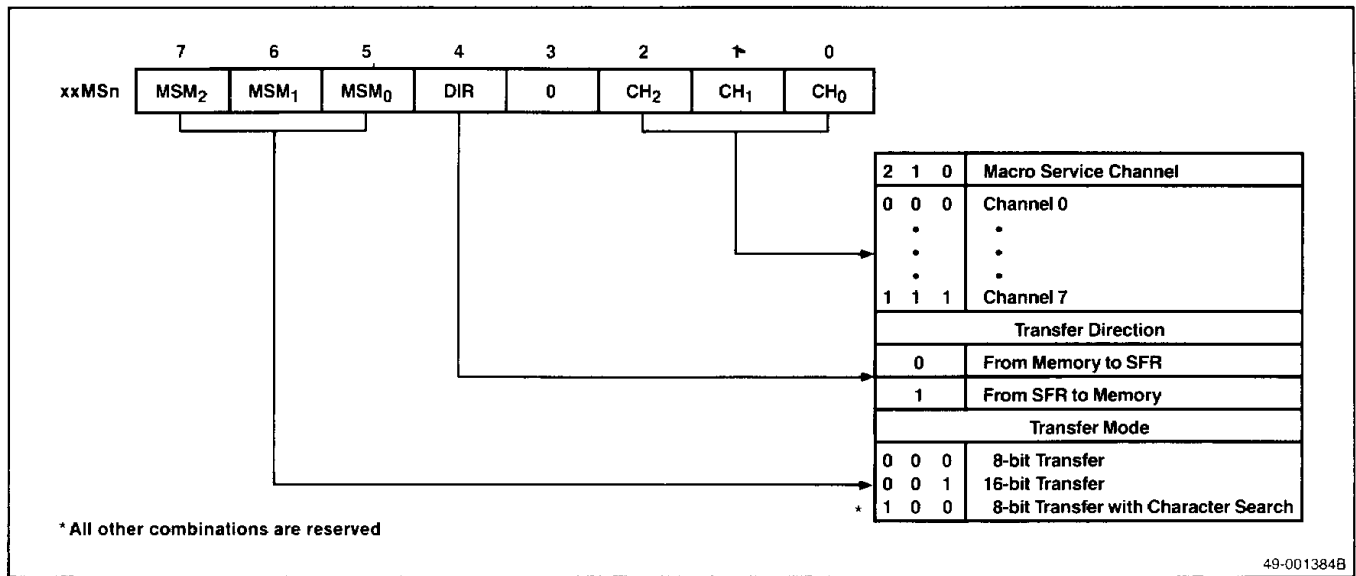 7 6 5 4 3 2 1 0
xxMSn MSM₂ MSM₁ MSM₀ DIR 0 CH₂ CH₁ CH₀
2 1 0 Macro Service Channel
0 0 0 Channel 0
1 1 1 Channel 7
Transfer Direction
0 From Memory to SFR
1 From SFR to Memory
Transfer Mode
0 0 0 8-bit Transfer
0 0 1 16-bit Transfer
* 1 0 0 8-bit Transfer with Character Search
*All other combinations are reserved
49-001384B